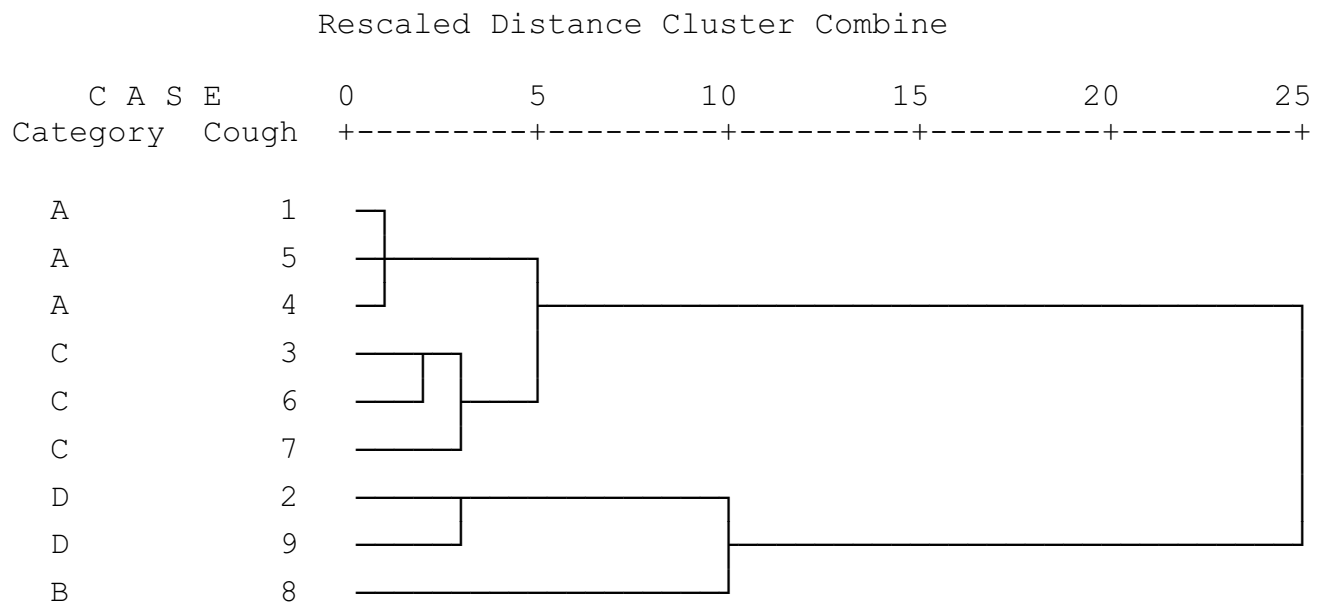 Rescaled Distance Cluster Combine
C A S E 0 5 10 15 20 25
Category Cough +---------+---------+---------+---------+---------+
A 1
A 5
A 4
C 3
C 6
C 7
D 2
D 9
B 8